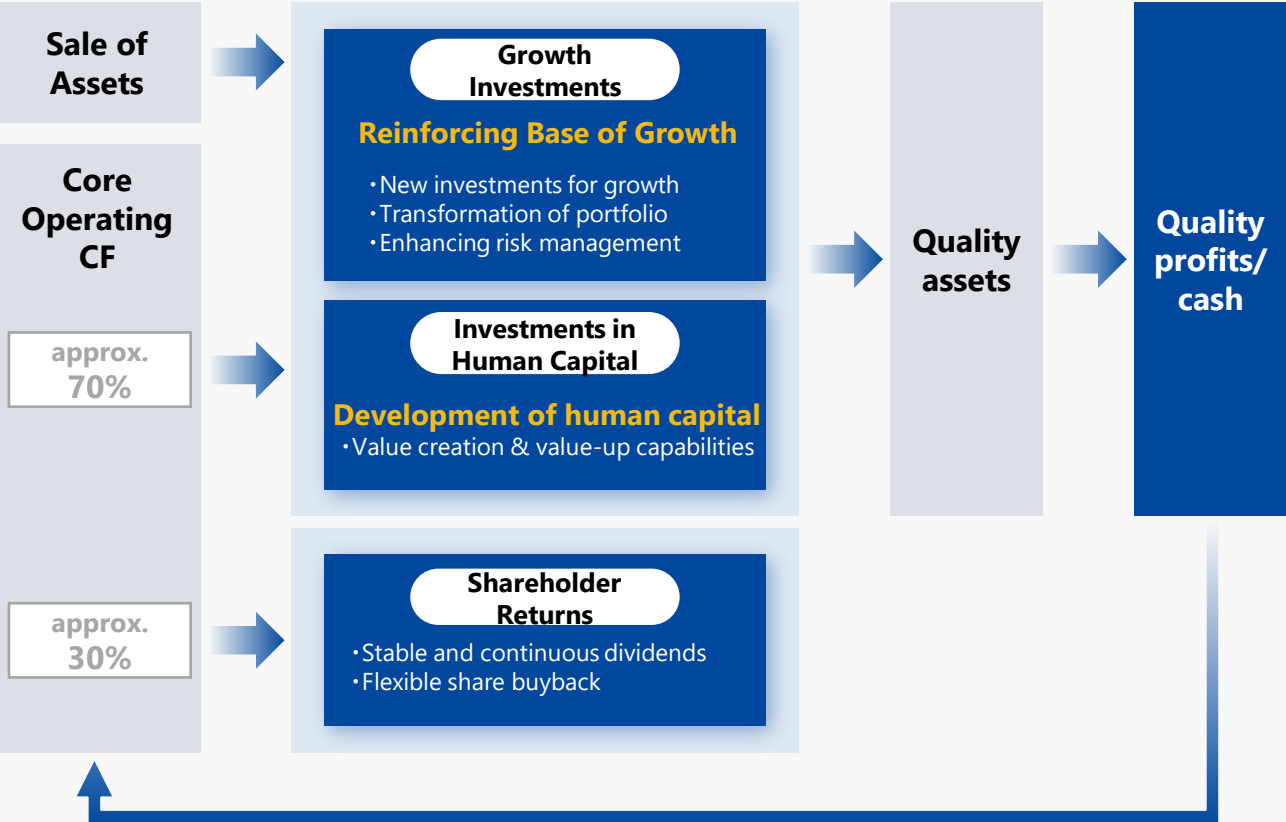 Sale of
Assets
Core
Operating
CF
approx.
70%
approx.
30%
Growth
Investments
Reinforcing Base of Growth
・New investments for growth
・Transformation of portfolio
・Enhancing risk management
Investments in
Human Capital
Development of human capital
・Value creation & value-up capabilities
Shareholder
Returns
・Stable and continuous dividends
・Flexible share buyback
Quality
assets
Quality
profits/
cash